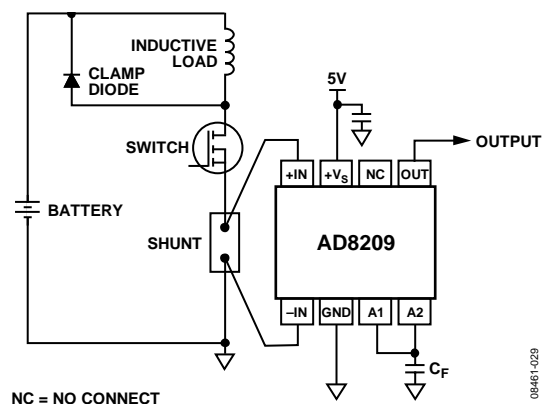 INDUCTIVE
LOAD
CLAMP
DIODE
5V
SWITCH
OUTPUT
+IN
+VS
NC
OUT
BATTERY
SHUNT
AD8209
–IN
GND
A1
A2
CF
NC = NO CONNECT
08461-029